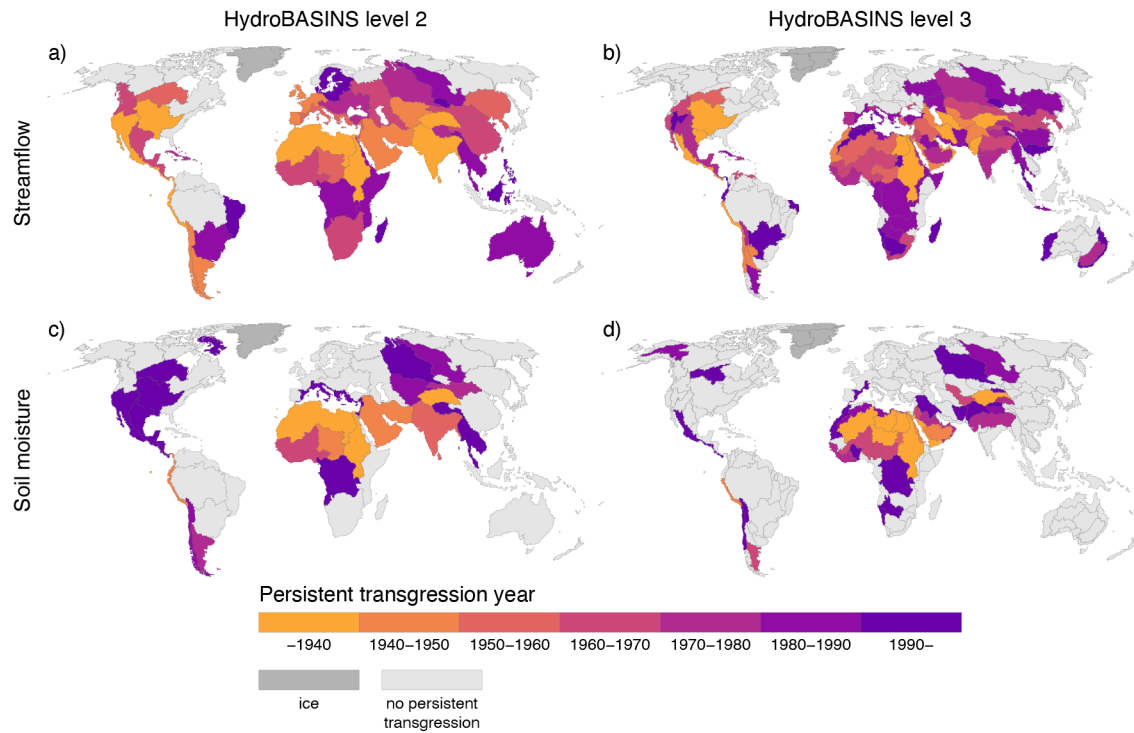 HydroBASINS level 2
HydroBASINS level 3
a)
b)
Streamflow
c)
d)
Soil moisture
Persistent transgression year
−1940
1940−1950
1950−1960
1960−1970
1970−1980
1980−1990
1990−
ice
no persistent
transgression